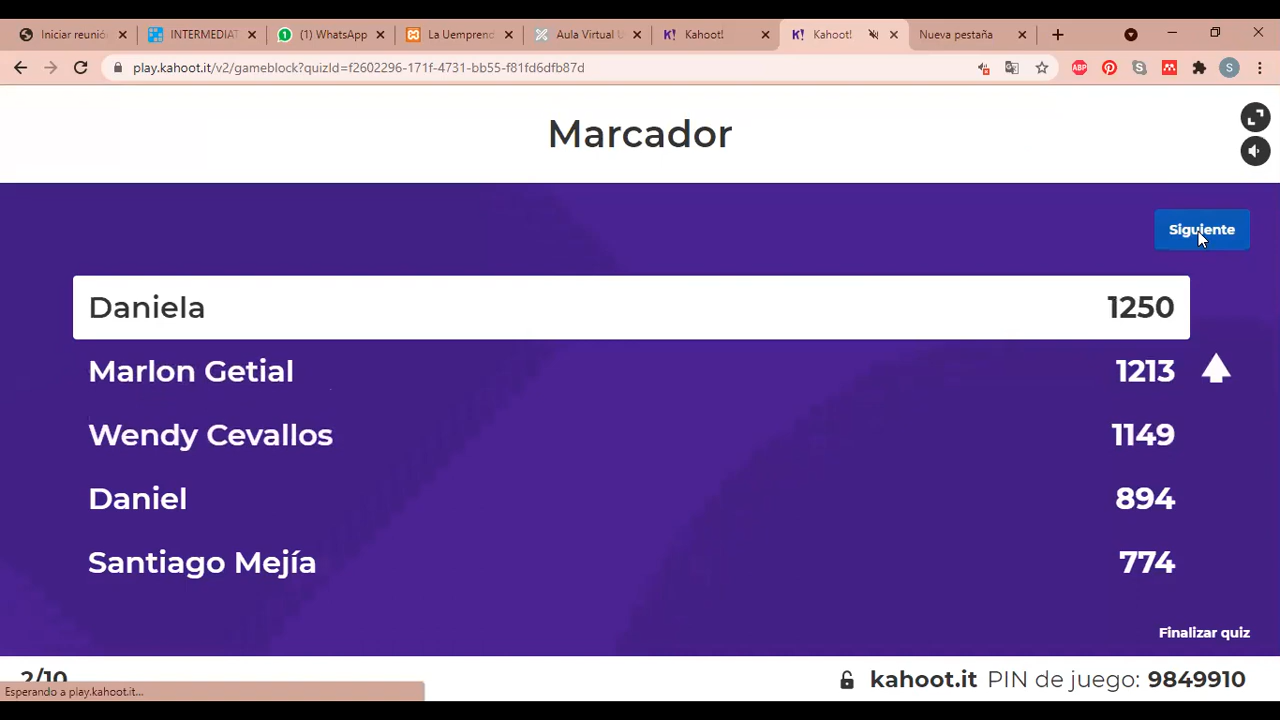 Iniciar reunió
INTERMEDIAT
(1) WhatsApp
La Uemprend
Aula Virtual U
Kahoot!
Kahoot!
Nueva pestaña
play.kahoot.it/v2/gameblock?quizId=f2602296-171f-4731-bb55-f81fd6dfb87d
ABP
S
Marcador
Siguiente
Daniela 1250
Marlon Getial 1213
Wendy Cevallos 1149
Daniel 894
Santiago Mejía 774
Finalizar quiz
2/10
kahoot.it PIN de juego: 9849910
Esperando a play.kahoot.it...